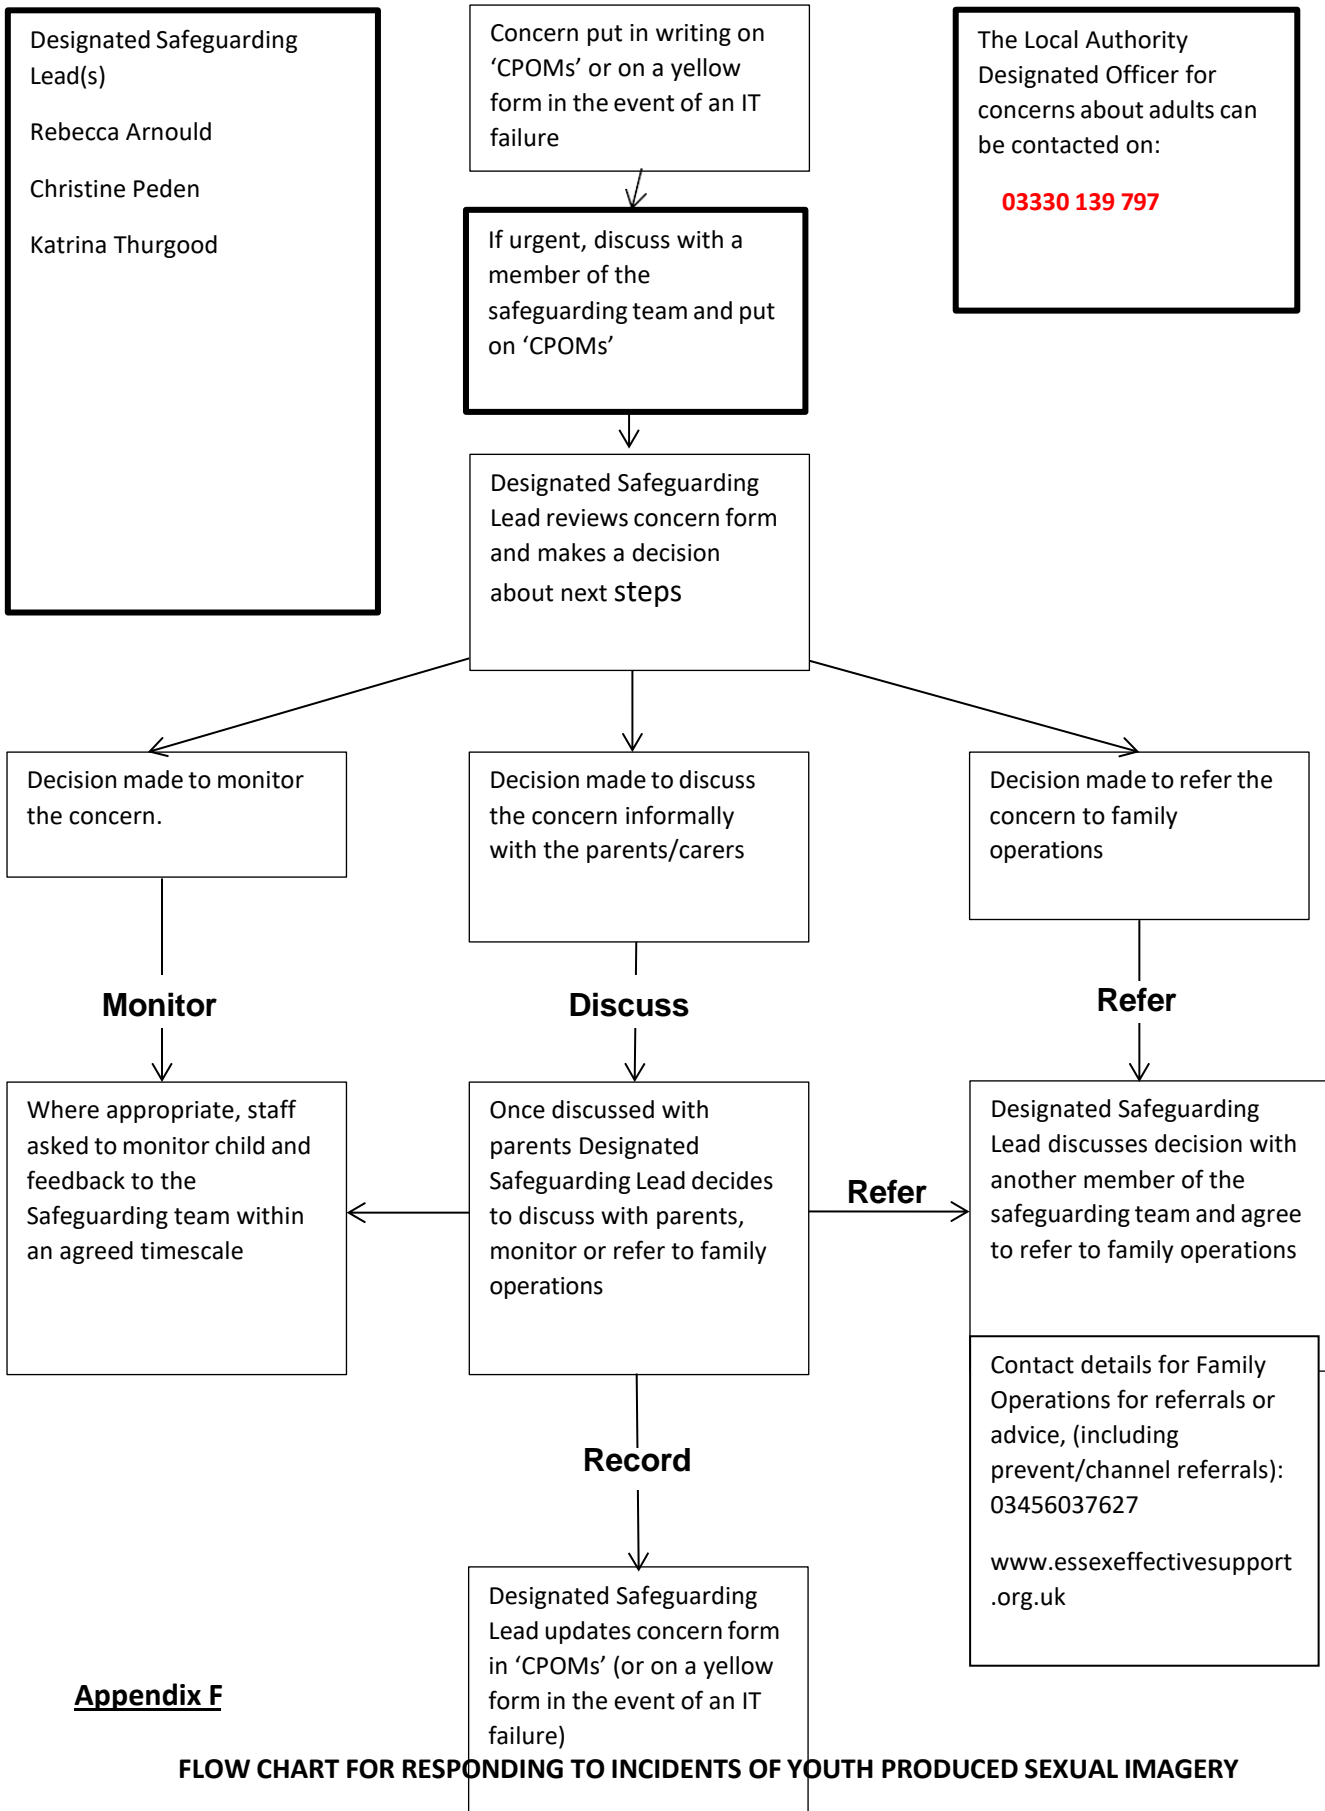 Designated Safeguarding
Lead(s)
Rebecca Arnould
Christine Peden
Katrina Thurgood
Concern put in writing on
‘CPOMs’ or on a yellow
form in the event of an IT
failure
The Local Authority
Designated Officer for
concerns about adults can
be contacted on:
03330 139 797
If urgent, discuss with a
member of the
safeguarding team and put
on ‘CPOMs’
Designated Safeguarding
Lead reviews concern form
and makes a decision
about next steps
Decision made to monitor
the concern.
Decision made to discuss
the concern informally
with the parents/carers
Decision made to refer the
concern to family
operations
Monitor
Discuss
Refer
Where appropriate, staff
asked to monitor child and
feedback to the
Safeguarding team within
an agreed timescale
Once discussed with
parents Designated
Safeguarding Lead decides
to discuss with parents,
monitor or refer to family
operations
Refer
Designated Safeguarding
Lead discusses decision with
another member of the
safeguarding team and agree
to refer to family operations
Contact details for Family
Operations for referrals or
advice, (including
prevent/channel referrals):
03456037627
www.essexeffectivesupport
.org.uk
Record
Designated Safeguarding
Lead updates concern form
in ‘CPOMs’ (or on a yellow
form in the event of an IT
failure)
Appendix F
FLOW CHART FOR RESPONDING TO INCIDENTS OF YOUTH PRODUCED SEXUAL IMAGERY